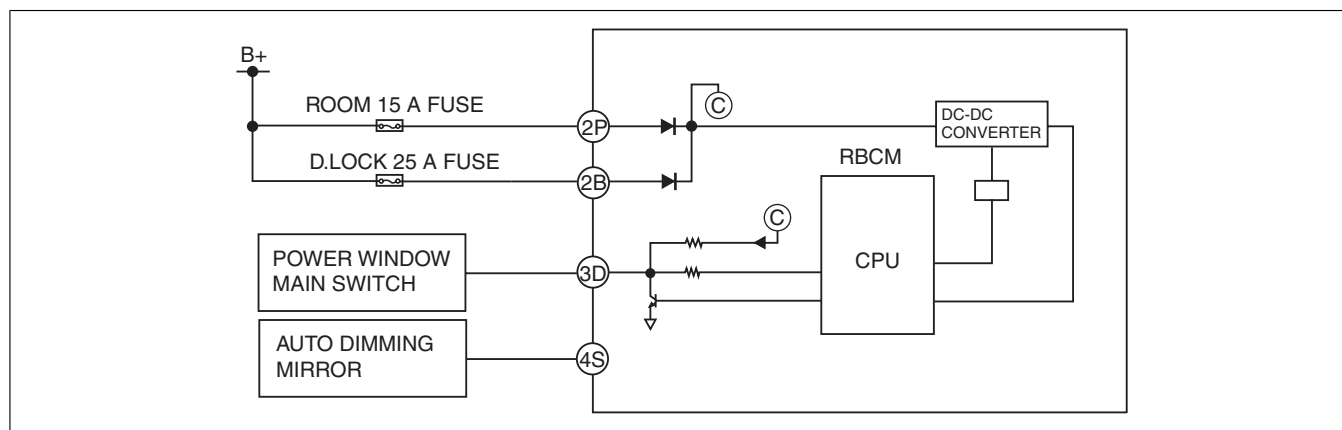 B+
ROOM 15 A FUSE
2P
C
DC-DC
CONVERTER
D.LOCK 25 A FUSE
2B
RBCM
C
POWER WINDOW
MAIN SWITCH
3D
CPU
AUTO DIMMING
MIRROR
4S